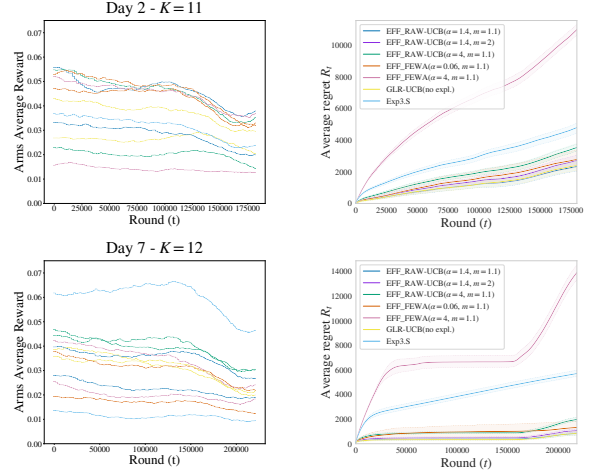 Day 2 - K = 11
0.07
0.06
0.05
0.04
0.03
0.02
0.01
0.00
Arms Average Reward
0 25000 50000 75000 100000 125000 150000 175000
Round (t)
10000
8000
6000
4000
2000
0
Average regret R_t
EFF_RAW-UCB(α = 1.4, m = 1.1)
EFF_RAW-UCB(α = 1.4, m = 2)
EFF_RAW-UCB(α = 4, m = 1.1)
EFF_FEWA(α = 0.06, m = 1.1)
EFF_FEWA(α = 4, m = 1.1)
GLR-UCB(no expl.)
Exp3.S
0 25000 50000 75000 100000 125000 150000 175000
Round (t)
Day 7 - K = 12
0.07
0.06
0.05
0.04
0.03
0.02
0.01
0.00
Arms Average Reward
0 50000 100000 150000 200000
Round (t)
14000
12000
10000
8000
6000
4000
2000
0
Average regret R_t
EFF_RAW-UCB(α = 1.4, m = 1.1)
EFF_RAW-UCB(α = 1.4, m = 2)
EFF_RAW-UCB(α = 4, m = 1.1)
EFF_FEWA(α = 0.06, m = 1.1)
EFF_FEWA(α = 4, m = 1.1)
GLR-UCB(no expl.)
Exp3.S
0 50000 100000 150000 200000
Round (t)